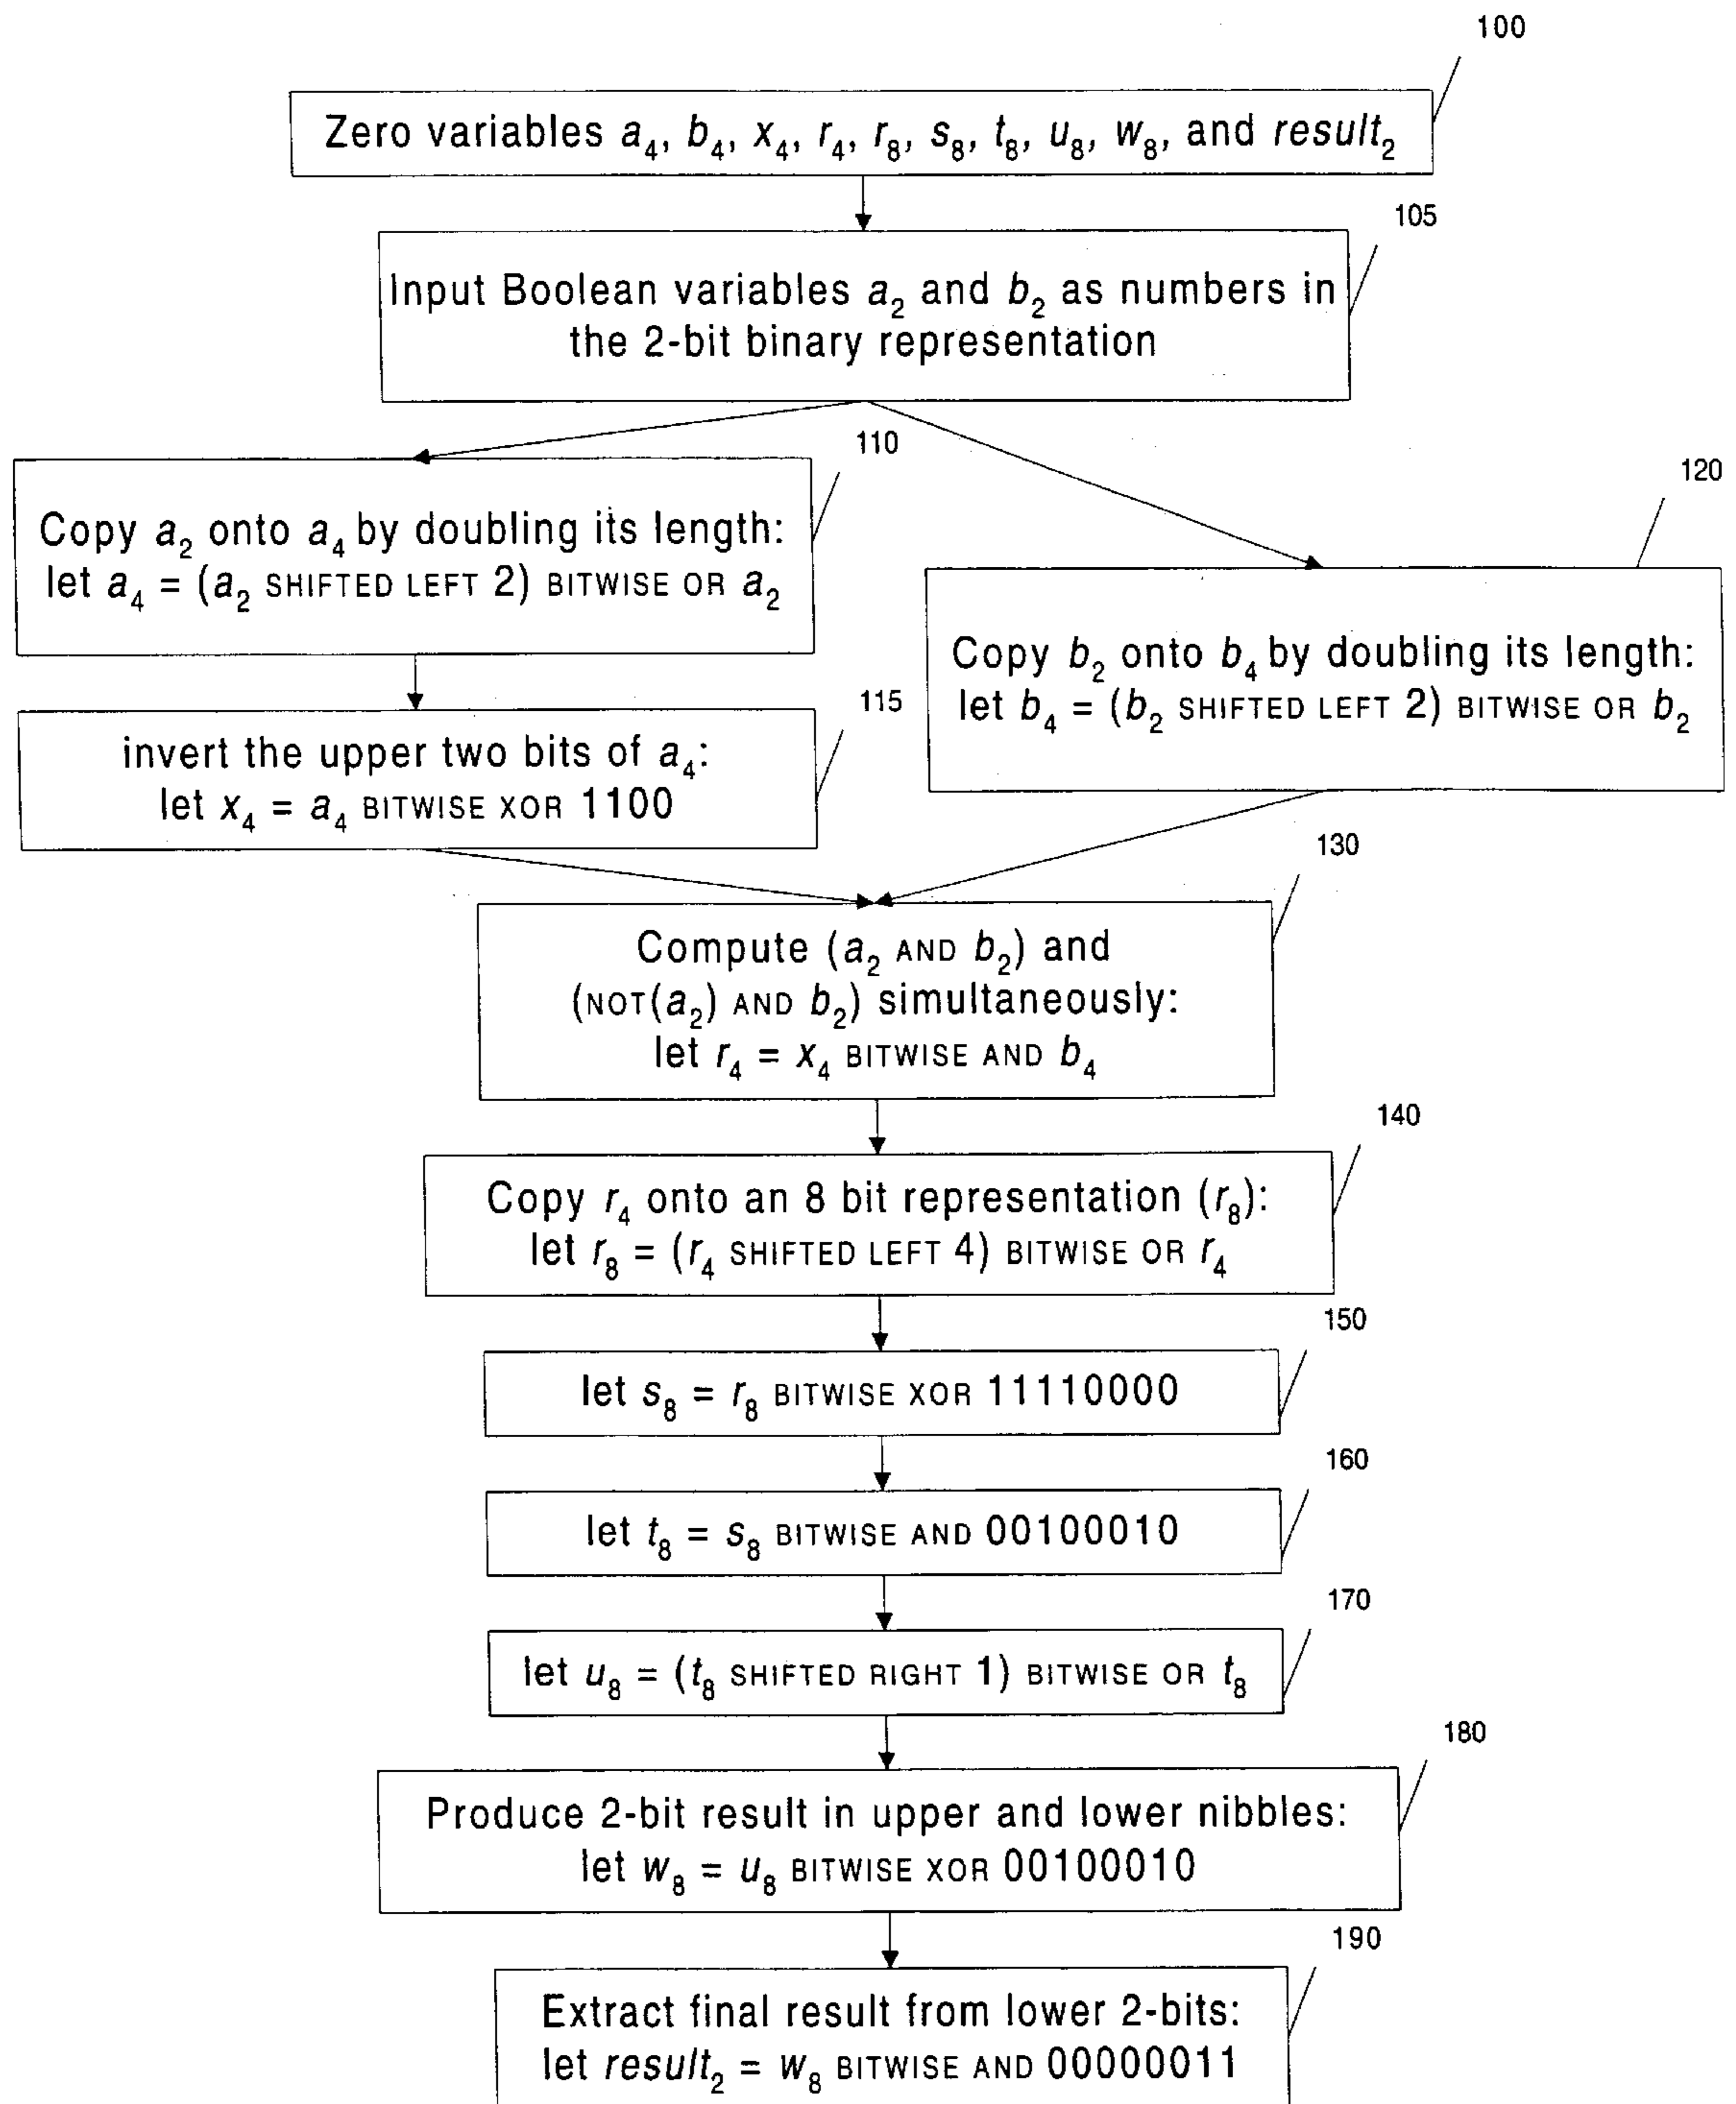 100
Zero variables a₄, b₄, x₄, r₄, r₈, s₈, t₈, u₈, w₈, and result₂
105
Input Boolean variables a₂ and b₂ as numbers in
the 2-bit binary representation
110
Copy a₂ onto a₄ by doubling its length:
let a₄ = (a₂ SHIFTED LEFT 2) BITWISE OR a₂
120
Copy b₂ onto b₄ by doubling its length:
let b₄ = (b₂ SHIFTED LEFT 2) BITWISE OR b₂
115
invert the upper two bits of a₄:
let x₄ = a₄ BITWISE XOR 1100
130
Compute (a₂ AND b₂) and
(NOT(a₂) AND b₂) simultaneously:
let r₄ = x₄ BITWISE AND b₄
140
Copy r₄ onto an 8 bit representation (r₈):
let r₈ = (r₄ SHIFTED LEFT 4) BITWISE OR r₄
150
let s₈ = r₈ BITWISE XOR 11110000
160
let t₈ = s₈ BITWISE AND 00100010
170
let u₈ = (t₈ SHIFTED RIGHT 1) BITWISE OR t₈
180
Produce 2-bit result in upper and lower nibbles:
let w₈ = u₈ BITWISE XOR 00100010
190
Extract final result from lower 2-bits:
let result₂ = w₈ BITWISE AND 00000011